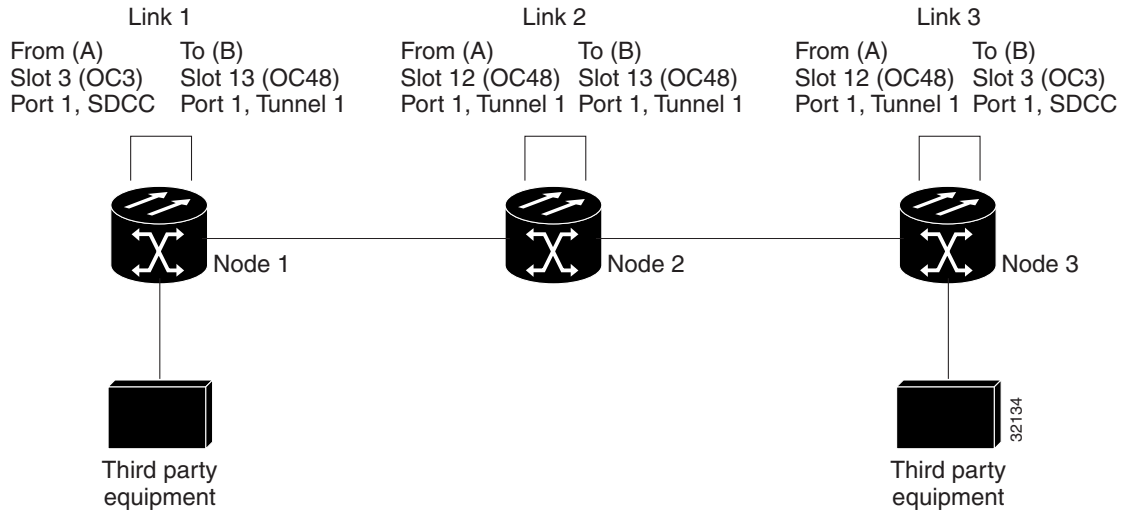 Link 1
From (A)
Slot 3 (OC3)
Port 1, SDCC
To (B)
Slot 13 (OC48)
Port 1, Tunnel 1
Link 2
From (A)
Slot 12 (OC48)
Port 1, Tunnel 1
To (B)
Slot 13 (OC48)
Port 1, Tunnel 1
Link 3
From (A)
Slot 12 (OC48)
Port 1, Tunnel 1
To (B)
Slot 3 (OC3)
Port 1, SDCC
Node 1
Node 2
Node 3
Third party
equipment
Third party
equipment
32134